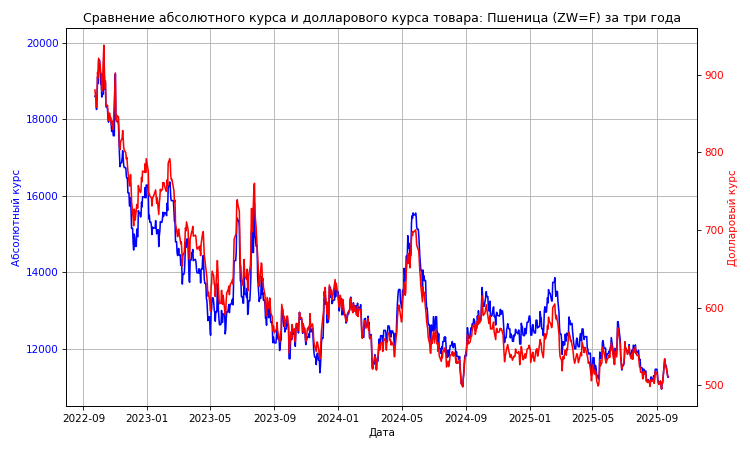 Сравнение абсолютного курса и долларового курса товара: Пшеница (ZW=F) за три года
20000
18000
16000
14000
12000
Абсолютный курс
900
800
700
600
500
Долларовый курс
2022-09 2023-01 2023-05 2023-09 2024-01 2024-05 2024-09 2025-01 2025-05 2025-09
Дата